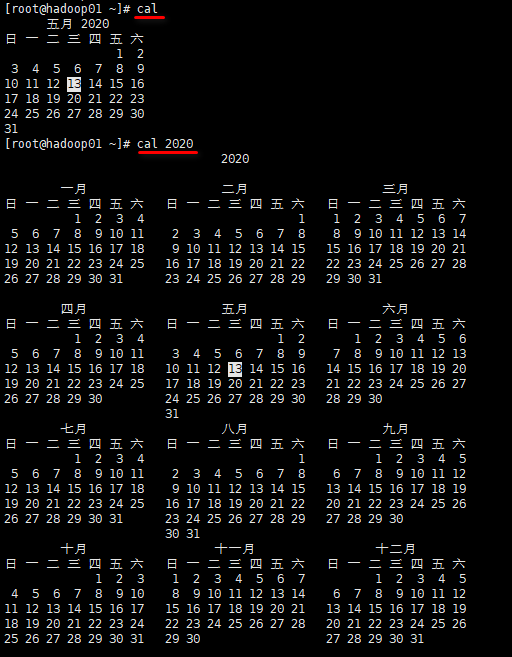 [root@hadoop01 ~]# cal
五月 2020
日 一 二 三 四 五 六
1 2
3 4 5 6 7 8 9
10 11 12 13 14 15 16
17 18 19 20 21 22 23
24 25 26 27 28 29 30
31
[root@hadoop01 ~]# cal 2020
2020
一月 二月 三月
日 一 二 三 四 五 六 日 一 二 三 四 五 六 日 一 二 三 四 五 六
1 2 3 4 1 1 2 3 4 5 6 7
5 6 7 8 9 10 11 2 3 4 5 6 7 8 8 9 10 11 12 13 14
12 13 14 15 16 17 18 9 10 11 12 13 14 15 15 16 17 18 19 20 21
19 20 21 22 23 24 25 16 17 18 19 20 21 22 22 23 24 25 26 27 28
26 27 28 29 30 31 23 24 25 26 27 28 29 29 30 31
四月 五月 六月
日 一 二 三 四 五 六 日 一 二 三 四 五 六 日 一 二 三 四 五 六
1 2 3 4 1 2 1 2 3 4 5 6
5 6 7 8 9 10 11 3 4 5 6 7 8 9 7 8 9 10 11 12 13
12 13 14 15 16 17 18 10 11 12 13 14 15 16 14 15 16 17 18 19 20
19 20 21 22 23 24 25 17 18 19 20 21 22 23 21 22 23 24 25 26 27
26 27 28 29 30 24 25 26 27 28 29 30 28 29 30
31
七月 八月 九月
日 一 二 三 四 五 六 日 一 二 三 四 五 六 日 一 二 三 四 五 六
1 2 3 4 1 1 2 3 4 5
5 6 7 8 9 10 11 2 3 4 5 6 7 8 6 7 8 9 10 11 12
12 13 14 15 16 17 18 9 10 11 12 13 14 15 13 14 15 16 17 18 19
19 20 21 22 23 24 25 16 17 18 19 20 21 22 20 21 22 23 24 25 26
26 27 28 29 30 31 23 24 25 26 27 28 29 27 28 29 30
30 31
十月 十一月 十二月
日 一 二 三 四 五 六 日 一 二 三 四 五 六 日 一 二 三 四 五 六
1 2 3 1 2 3 4 5 6 7 1 2 3 4 5
4 5 6 7 8 9 10 8 9 10 11 12 13 14 6 7 8 9 10 11 12
11 12 13 14 15 16 17 15 16 17 18 19 20 21 13 14 15 16 17 18 19
18 19 20 21 22 23 24 22 23 24 25 26 27 28 20 21 22 23 24 25 26
25 26 27 28 29 30 31 29 30 27 28 29 30 31